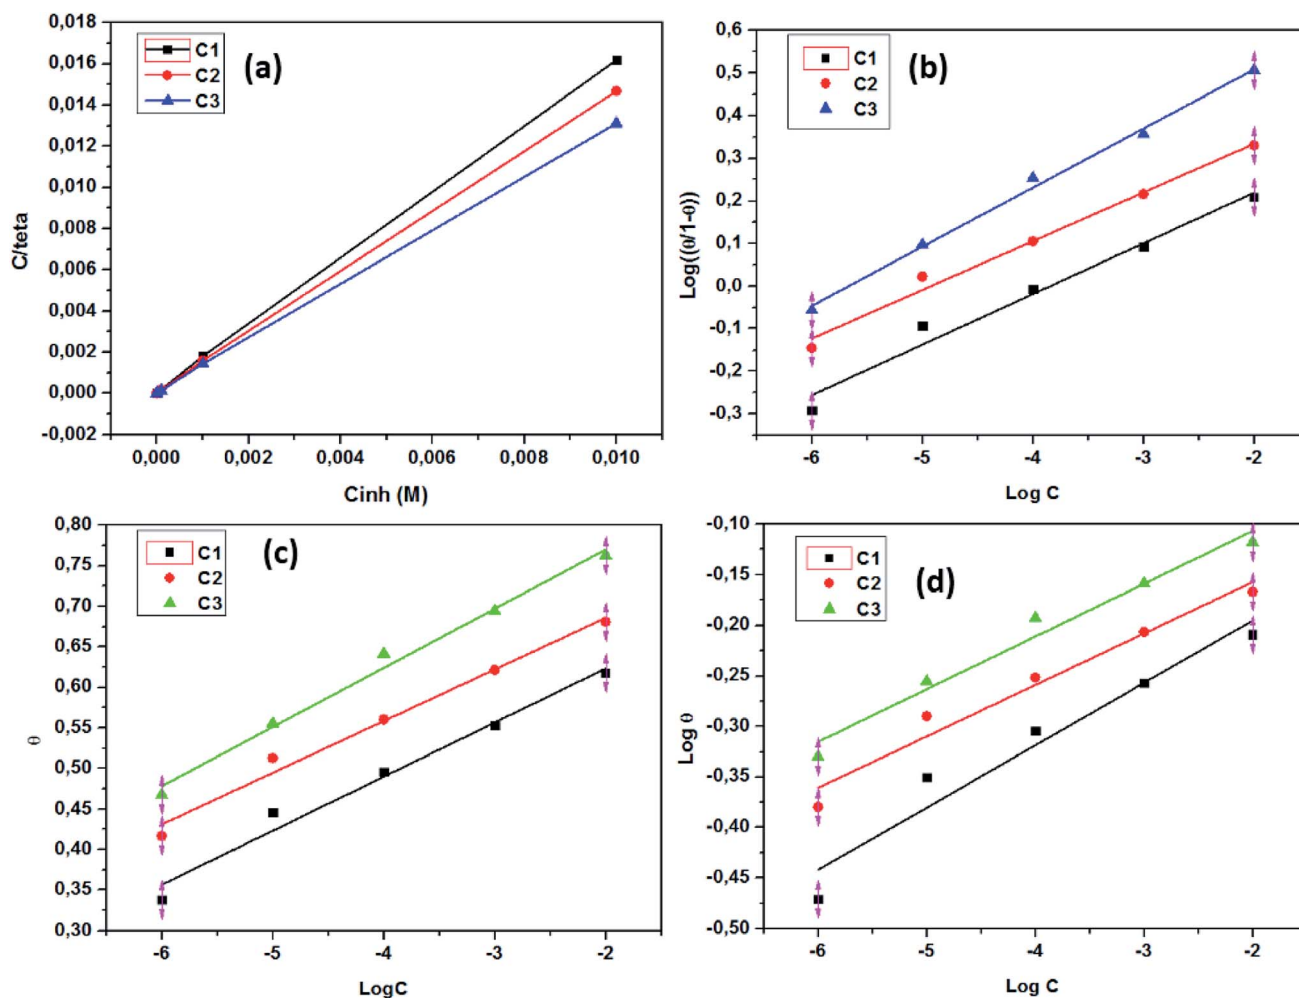 0,018
0,016
0,014
0,012
0,010
0,008
0,006
0,004
0,002
0,000
-0,002
C/teta
C1
C2
C3
(a)
0,000 0,002 0,004 0,006 0,008 0,010
Cinh (M)
0,6
0,5
0,4
0,3
0,2
0,1
0,0
-0,1
-0,2
-0,3
Log((θ/1-θ))
C1
C2
C3
(b)
-6 -5 -4 -3 -2
Log C
0,80
0,75
0,70
0,65
0,60
0,55
0,50
0,45
0,40
0,35
0,30
θ
C1
C2
C3
(c)
-6 -5 -4 -3 -2
LogC
-0,10
-0,15
-0,20
-0,25
-0,30
-0,35
-0,40
-0,45
-0,50
Log θ
C1
C2
C3
(d)
-6 -5 -4 -3 -2
Log C